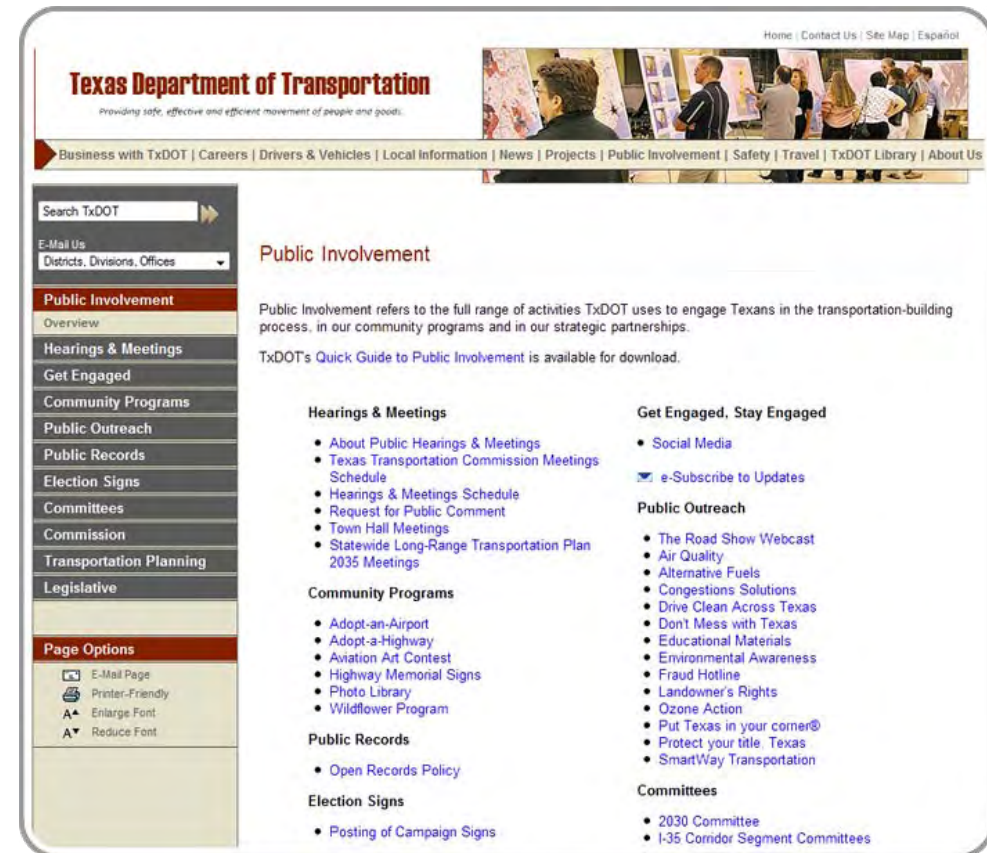 Home | Contact Us | Site Map | Español
Texas Department of Transportation
Providing safe, effective and efficient movement of people and goods.
Business with TxDOT | Careers | Drivers & Vehicles | Local Information | News | Projects | Public Involvement | Safety | Travel | TxDOT Library | About Us
Search TxDOT
E-Mail Us
Districts, Divisions, Offices
Public Involvement
Overview
Hearings & Meetings
Get Engaged
Community Programs
Public Outreach
Public Records
Election Signs
Committees
Commission
Transportation Planning
Legislative
Page Options
E-Mail Page
Printer-Friendly
A Enlarge Font
A Reduce Font
Public Involvement
Public Involvement refers to the full range of activities TxDOT uses to engage Texans in the transportation-building
process, in our community programs and in our strategic partnerships.
TxDOT's Quick Guide to Public Involvement is available for download.
Hearings & Meetings
• About Public Hearings & Meetings
• Texas Transportation Commission Meetings
Schedule
• Hearings & Meetings Schedule
• Request for Public Comment
• Town Hall Meetings
• Statewide Long-Range Transportation Plan
2035 Meetings
Community Programs
• Adopt-an-Airport
• Adopt-a-Highway
• Aviation Art Contest
• Highway Memorial Signs
• Photo Library
• Wildflower Program
Public Records
• Open Records Policy
Election Signs
• Posting of Campaign Signs
Get Engaged, Stay Engaged
• Social Media
e-Subscribe to Updates
Public Outreach
• The Road Show Webcast
• Air Quality
• Alternative Fuels
• Congestions Solutions
• Drive Clean Across Texas
• Don't Mess with Texas
• Educational Materials
• Environmental Awareness
• Fraud Hotline
• Landowner's Rights
• Ozone Action
• Put Texas in your corner®
• Protect your title, Texas
• SmartWay Transportation
Committees
• 2030 Committee
• I-35 Corridor Segment Committees